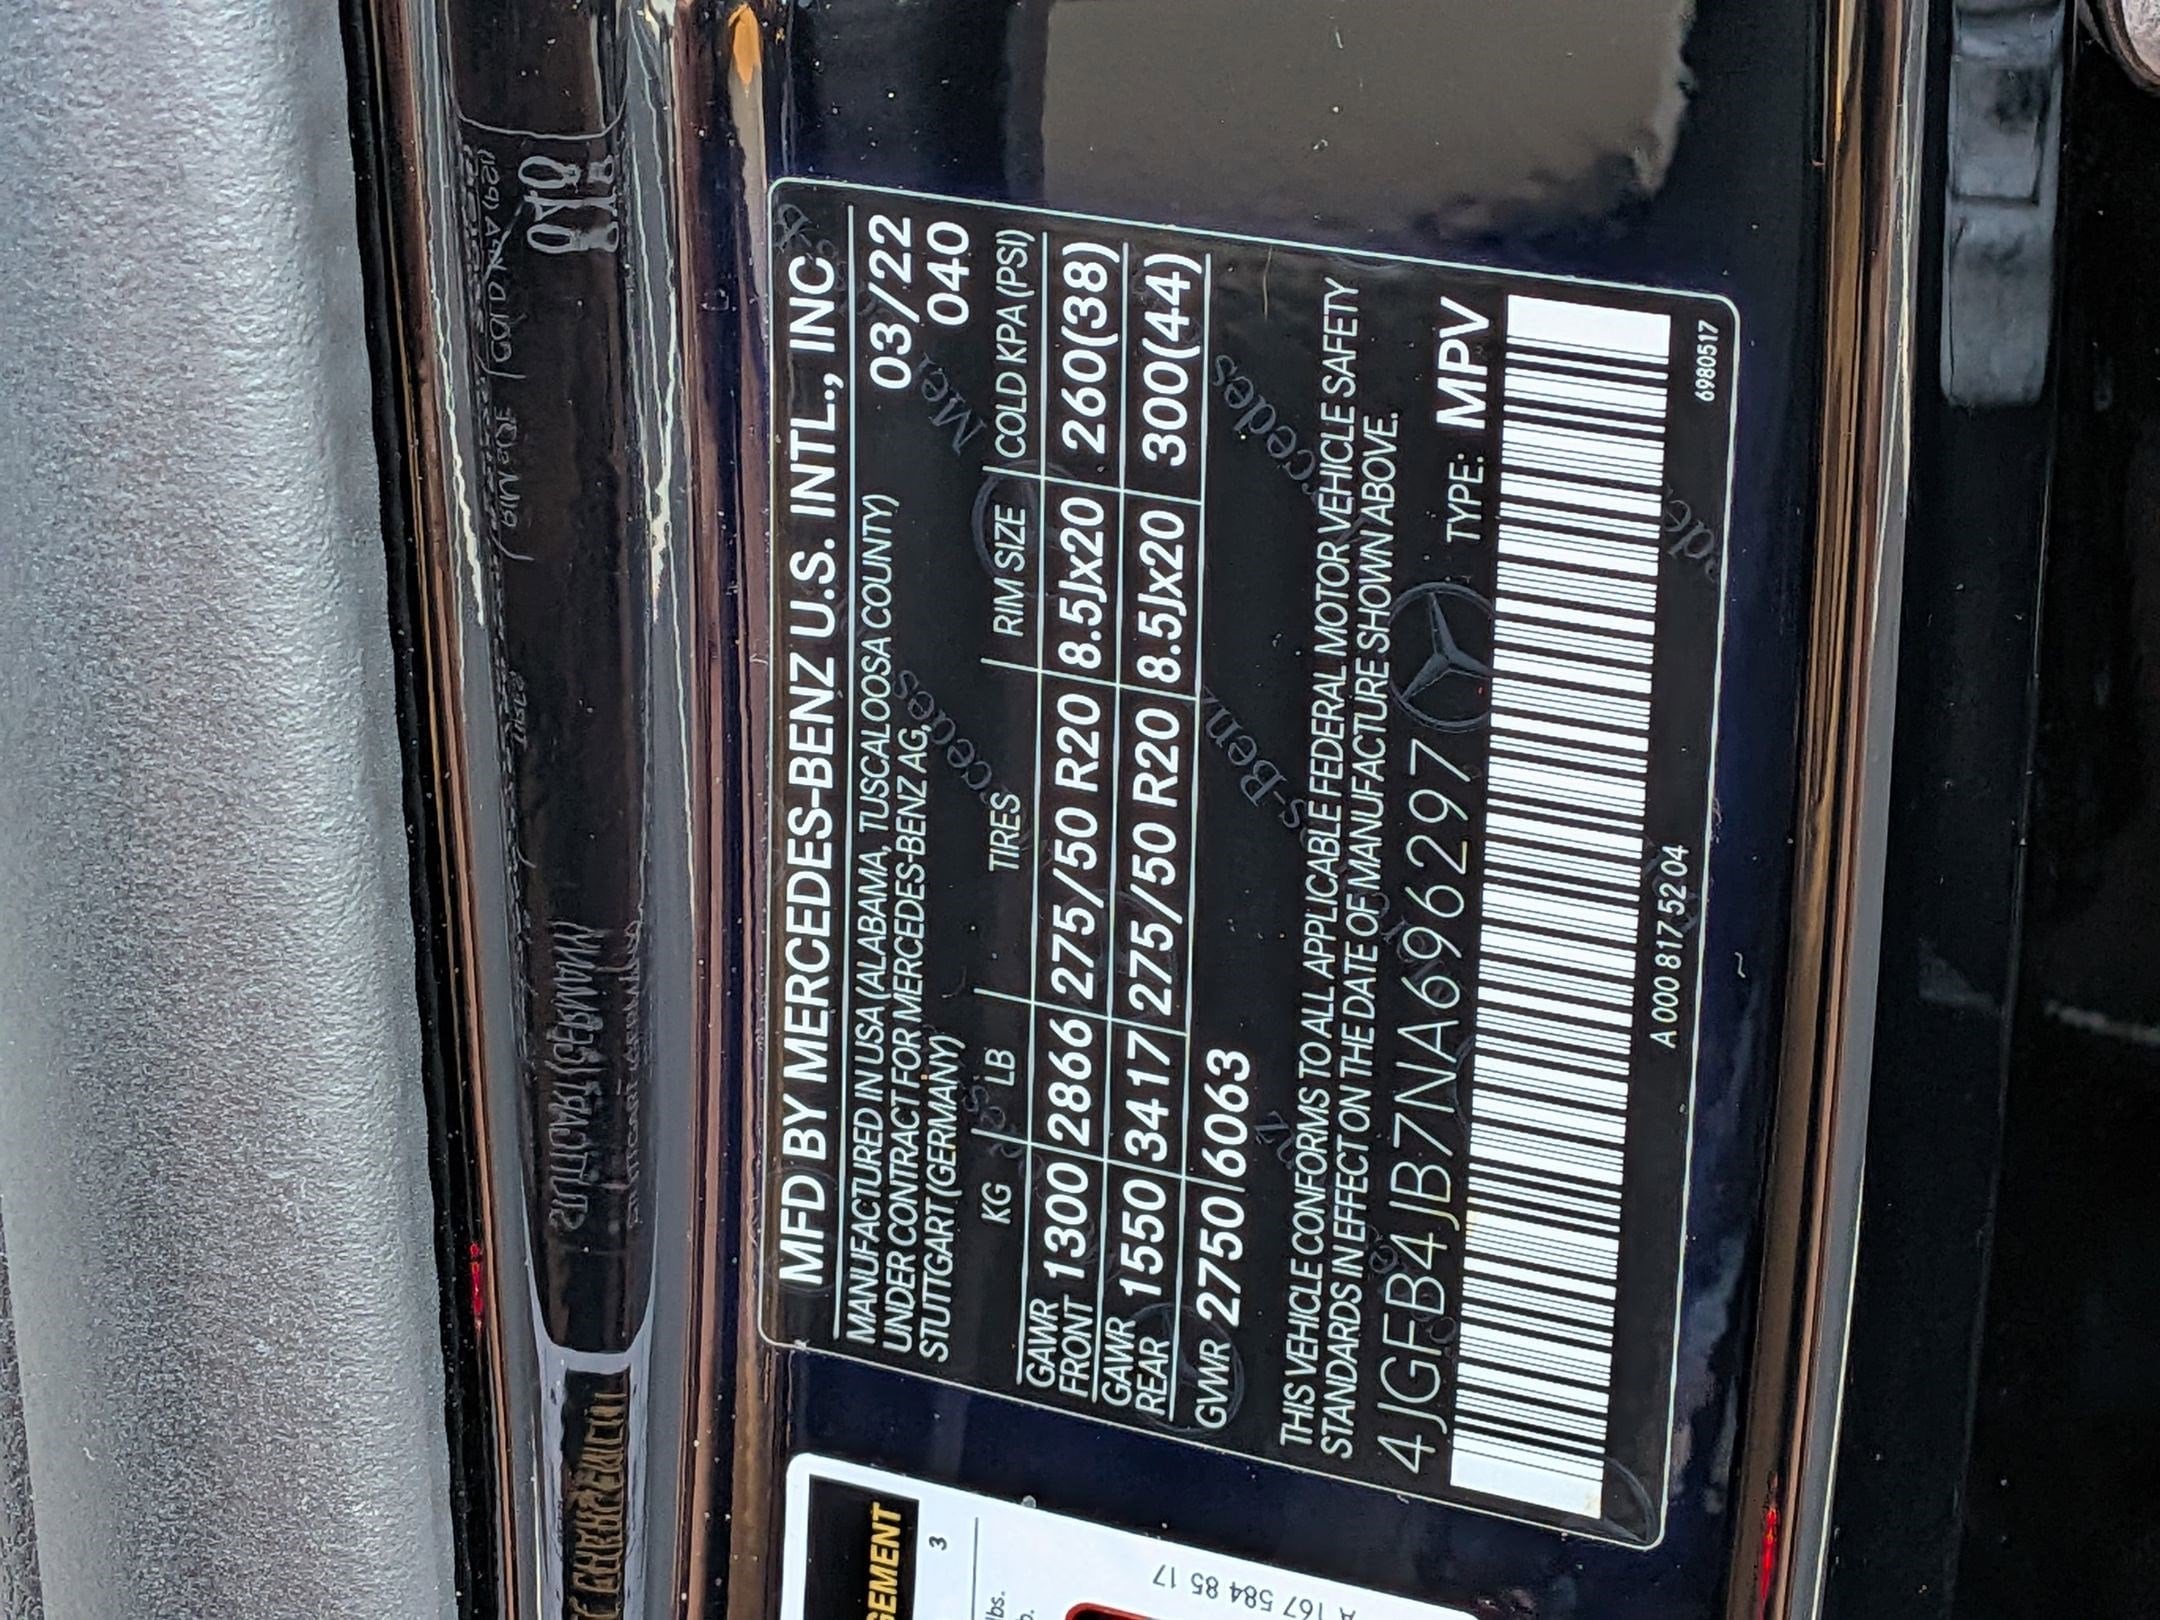 MFD BY MERCEDES-BENZ U.S. INTL., INC
MANUFACTURED IN USA (ALABAMA, TUSCALOOSA COUNTY) 03/22
UNDER CONTRACT FOR MERCEDES-BENZ AG, 040
STUTTGART (GERMANY)
KG LB TIRES RIM SIZE COLD KPA (PSI)
GAWR FRONT 1300 2866 275/50 R20 8.5Jx20 260(38)
GAWR REAR 1550 3417 275/50 R20 8.5Jx20 300(44)
GVWR 2750 6063
THIS VEHICLE CONFORMS TO ALL APPLICABLE FEDERAL MOTOR VEHICLE SAFETY
STANDARDS IN EFFECT ON THE DATE OF MANUFACTURE SHOWN ABOVE.
4JGFB4JB7NA696297 TYPE: MPV
A 000 817 52 04 6980517
3
lbs.
A 167 584 85 17